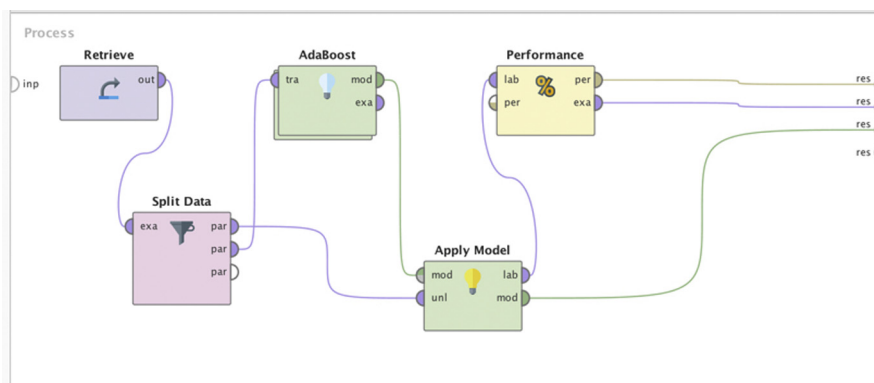 Process
inp
Retrieve
out
AdaBoost
tra
mod
exa
Performance
lab
per
per
exa
res
res
res
res
Split Data
exa
par
par
par
Apply Model
mod
lab
unl
mod